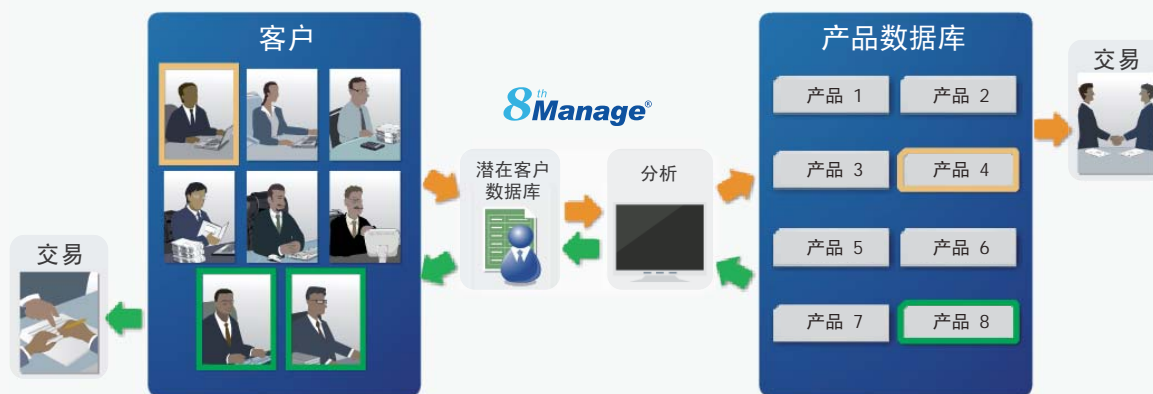 客户
产品数据库
交易
8thManage®
产品 1
产品 2
潜在客户
数据库
分析
产品 3
产品 4
交易
产品 5
产品 6
产品 7
产品 8